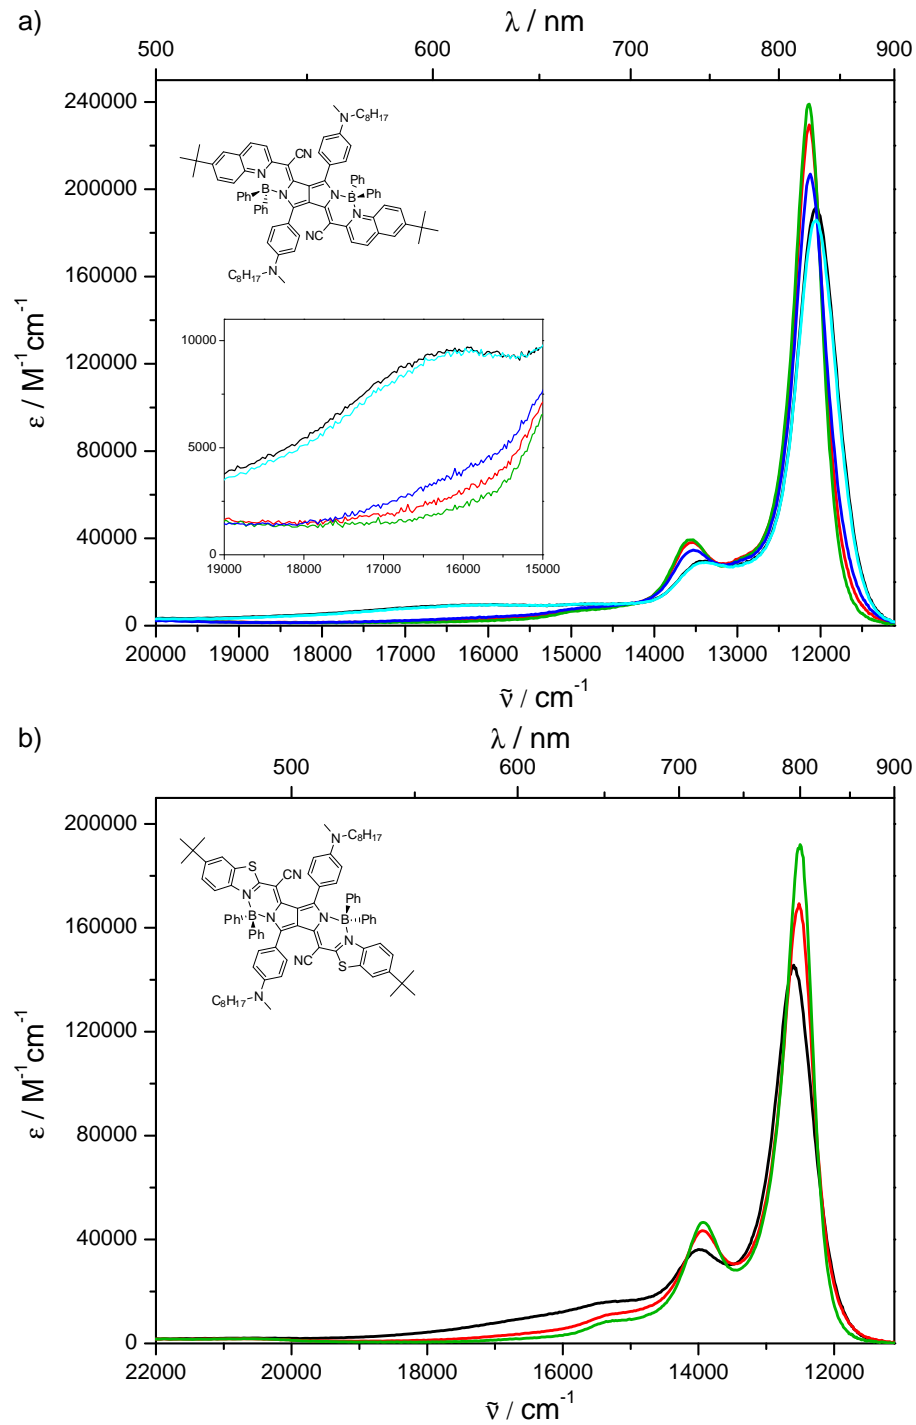 a)
λ / nm
500 600 700 800 900
240000
200000
160000
120000
80000
40000
0
ε / M⁻¹cm⁻¹
N C₈H₁₇
CN
N
Ph B N
Ph
Ph
N B Ph
N
NC
C₈H₁₇ N
10000
5000
0
19000 18000 17000 16000 15000
20000 19000 18000 17000 16000 15000 14000 13000 12000
ṽ / cm⁻¹
b)
λ / nm
500 600 700 800 900
200000
160000
120000
80000
40000
0
ε / M⁻¹cm⁻¹
N C₈H₁₇
S CN
N
Ph B N
Ph
Ph
N B Ph
N
NC S
C₈H₁₇ N
22000 20000 18000 16000 14000 12000
ṽ / cm⁻¹